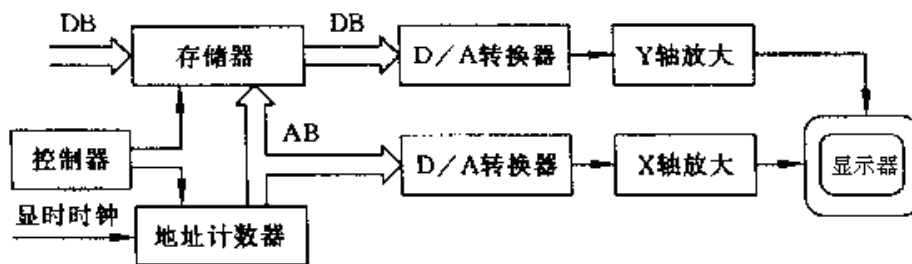 DB
DB
存储器
D/A转换器
Y轴放大
AB
控制器
D/A转换器
X轴放大
显示器
显时时钟
地址计数器